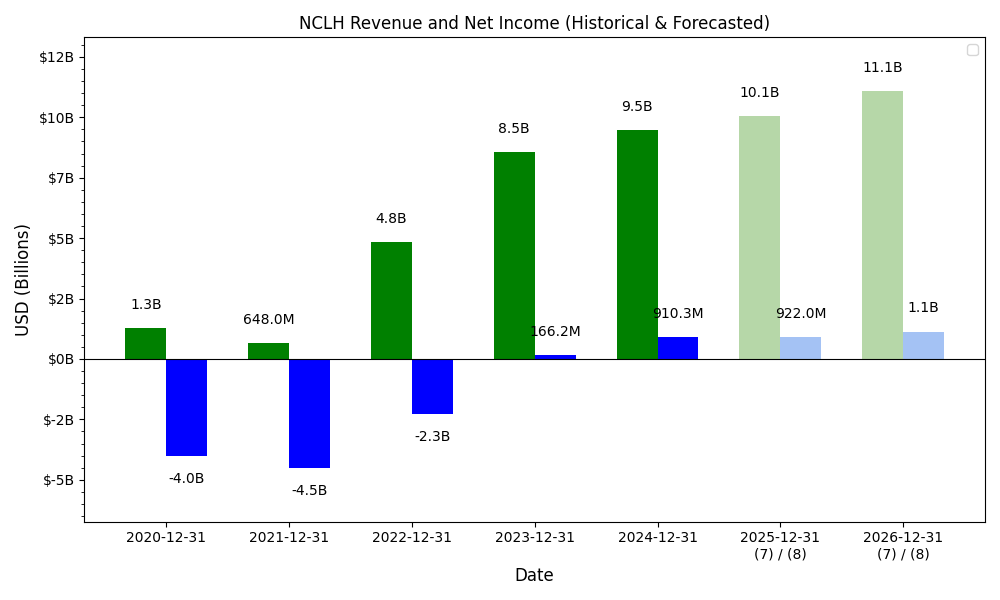 NCLH Revenue and Net Income (Historical & Forecasted)
$12B
$10B
$7B
$5B
$2B
$0B
$-2B
$-5B
USD (Billions)
1.3B
-4.0B
648.0M
-4.5B
4.8B
-2.3B
8.5B
166.2M
9.5B
910.3M
10.1B
922.0M
11.1B
1.1B
2020-12-31
2021-12-31
2022-12-31
2023-12-31
2024-12-31
2025-12-31
(7) / (8)
2026-12-31
(7) / (8)
Date